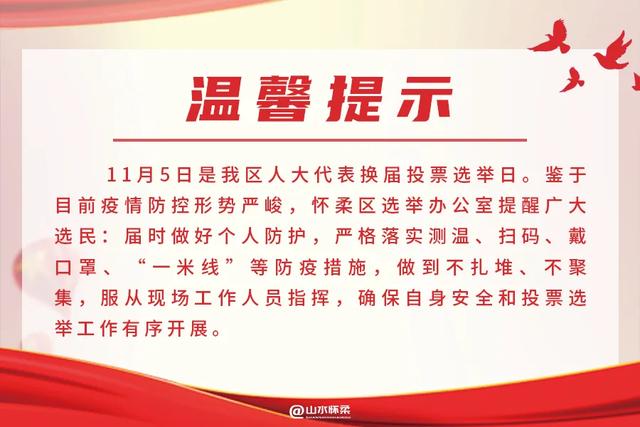 温馨提示
11月5日是我区人大代表换届投票选举日。鉴于
目前疫情防控形势严峻，怀柔区选举办公室提醒广大
选民：届时做好个人防护，严格落实测温、扫码、戴
口罩、“一米线”等防疫措施，做到不扎堆、不聚
集，服从现场工作人员指挥，确保自身安全和投票选
举工作有序开展。
@山水怀柔